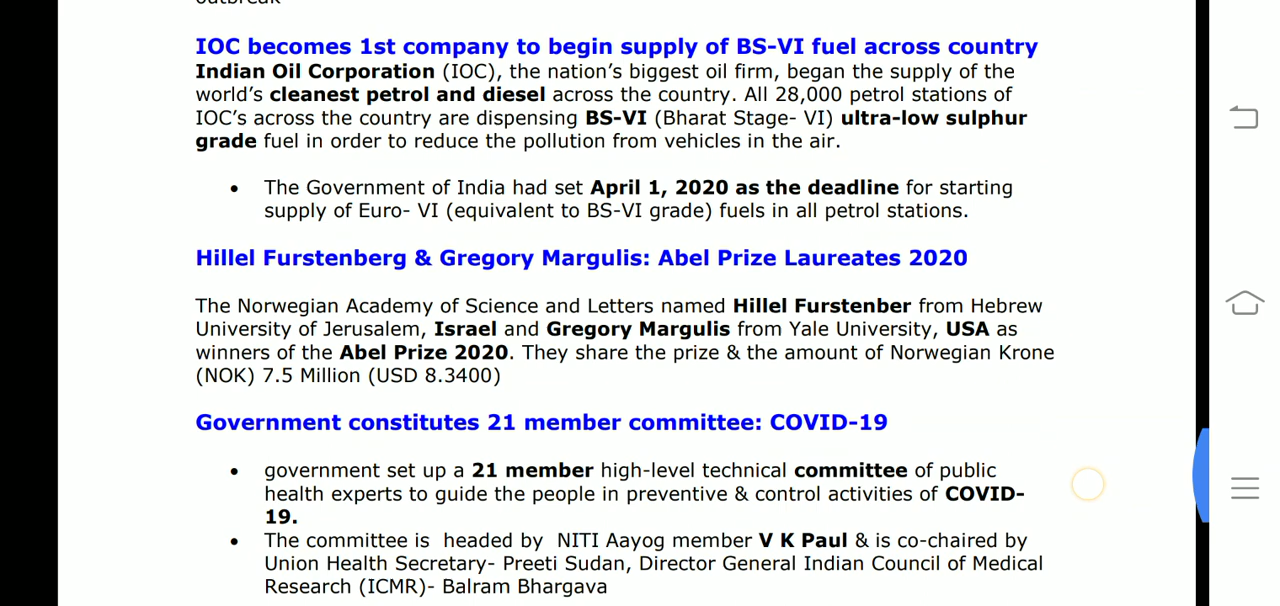 outbreak
IOC becomes 1st company to begin supply of BS-VI fuel across country
Indian Oil Corporation (IOC), the nation's biggest oil firm, began the supply of the
world's cleanest petrol and diesel across the country. All 28,000 petrol stations of
IOC's across the country are dispensing BS-VI (Bharat Stage- VI) ultra-low sulphur
grade fuel in order to reduce the pollution from vehicles in the air.
• The Government of India had set April 1, 2020 as the deadline for starting
supply of Euro- VI (equivalent to BS-VI grade) fuels in all petrol stations.
Hillel Furstenberg & Gregory Margulis: Abel Prize Laureates 2020
The Norwegian Academy of Science and Letters named Hillel Furstenber from Hebrew
University of Jerusalem, Israel and Gregory Margulis from Yale University, USA as
winners of the Abel Prize 2020. They share the prize & the amount of Norwegian Krone
(NOK) 7.5 Million (USD 8.3400)
Government constitutes 21 member committee: COVID-19
• government set up a 21 member high-level technical committee of public
health experts to guide the people in preventive & control activities of COVID-
19.
• The committee is headed by NITI Aayog member V K Paul & is co-chaired by
Union Health Secretary- Preeti Sudan, Director General Indian Council of Medical
Research (ICMR)- Balram Bhargava